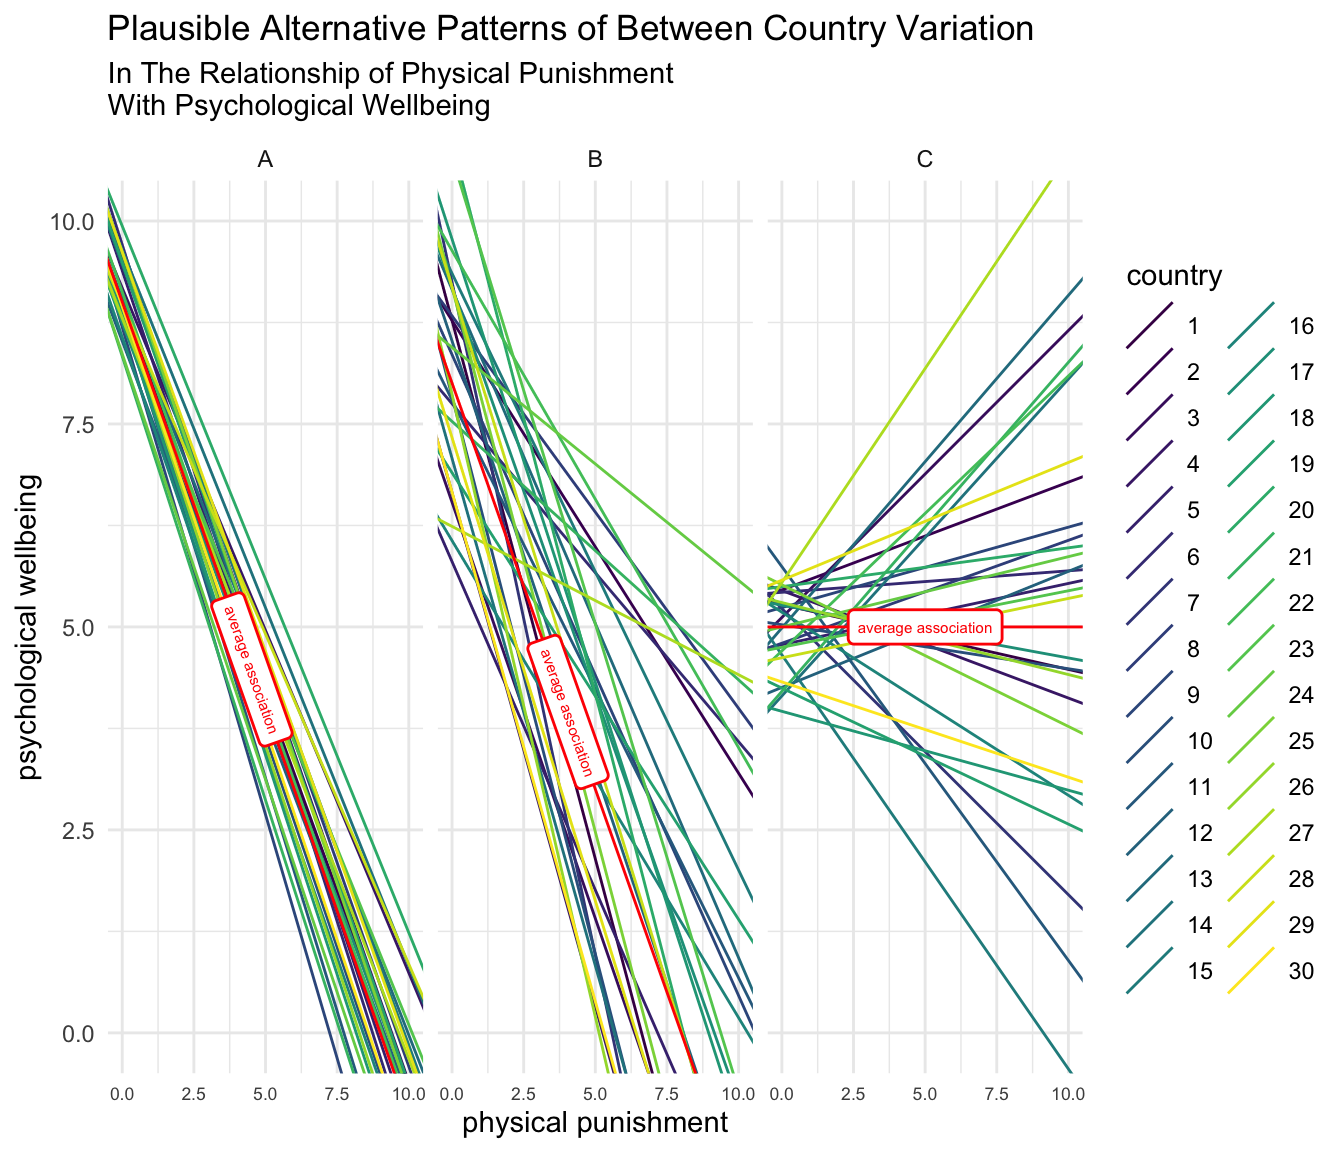 Plausible Alternative Patterns of Between Country Variation
In The Relationship of Physical Punishment
With Psychological Wellbeing
A
B
C
10.0
7.5
5.0
2.5
0.0
psychological wellbeing
average association
average association
average association
0.0 2.5 5.0 7.5 10.0
0.0 2.5 5.0 7.5 10.0
0.0 2.5 5.0 7.5 10.0
physical punishment
country
1 16
2 17
3 18
4 19
5 20
6 21
7 22
8 23
9 24
10 25
11 26
12 27
13 28
14 29
15 30